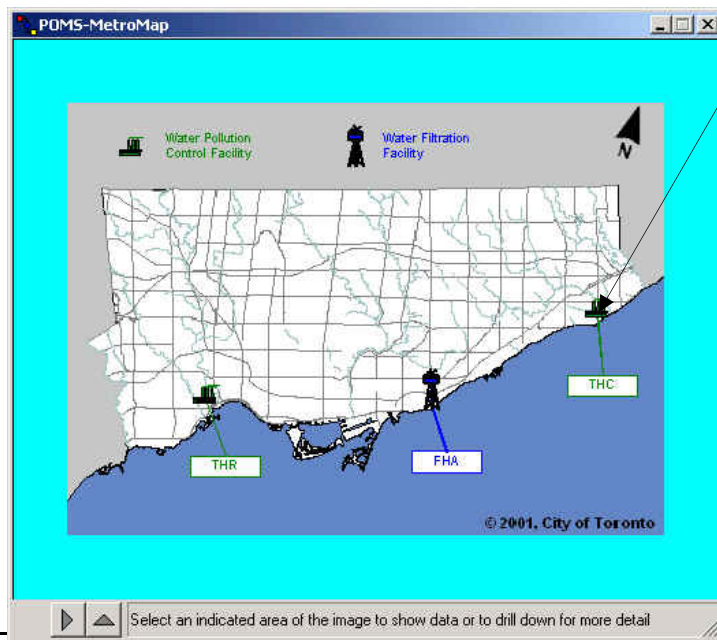 POMS-MetroMap
Water Pollution
Control Facility
Water Filtration
Facility
N
THC
THR
FHA
© 2001, City of Toronto
Select an indicated area of the image to show data or to drill down for more detail